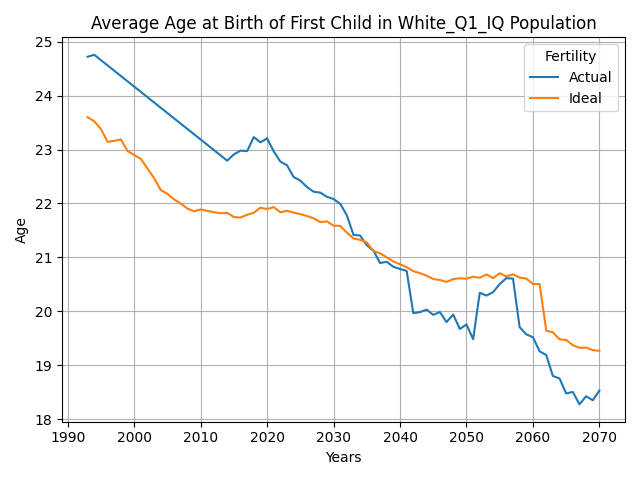 Average Age at Birth of First Child in White_Q1_IQ Population
Fertility
Actual
Ideal
25
24
23
22
21
20
19
18
Age
1990
2000
2010
2020
2030
2040
2050
2060
2070
Years